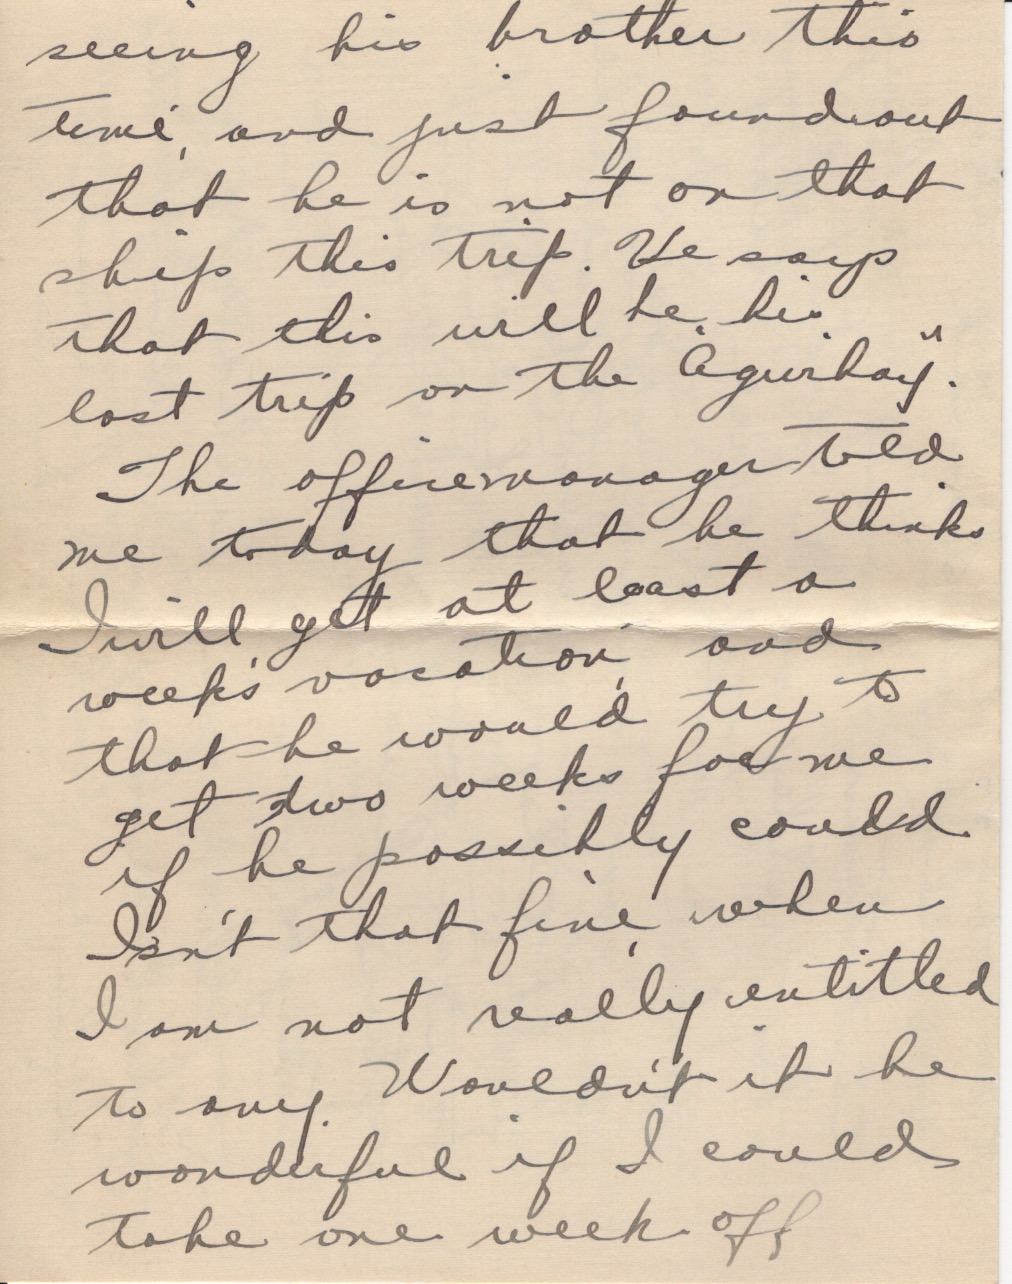 seeing his brother this
time, and just found out
that he is not on that
ship this trip. He says
that this will be his
last trip on the "Aguibay".
The office manager told
me today that he thinks
I will get at least a
week's vacation, and
that he would try to
get two weeks for me
if he possibly could.
Isn't that fine, when
I am not really entitled
to any. Wouldn't it be
wonderful if I could
take one week off